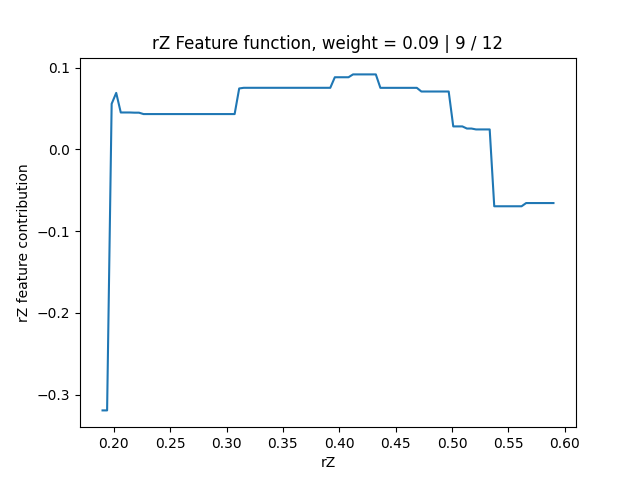 rZ Feature function, weight = 0.09 | 9 / 12
rZ feature contribution
0.1
0.0
−0.1
−0.2
−0.3
0.20 0.25 0.30 0.35 0.40 0.45 0.50 0.55 0.60
rZ